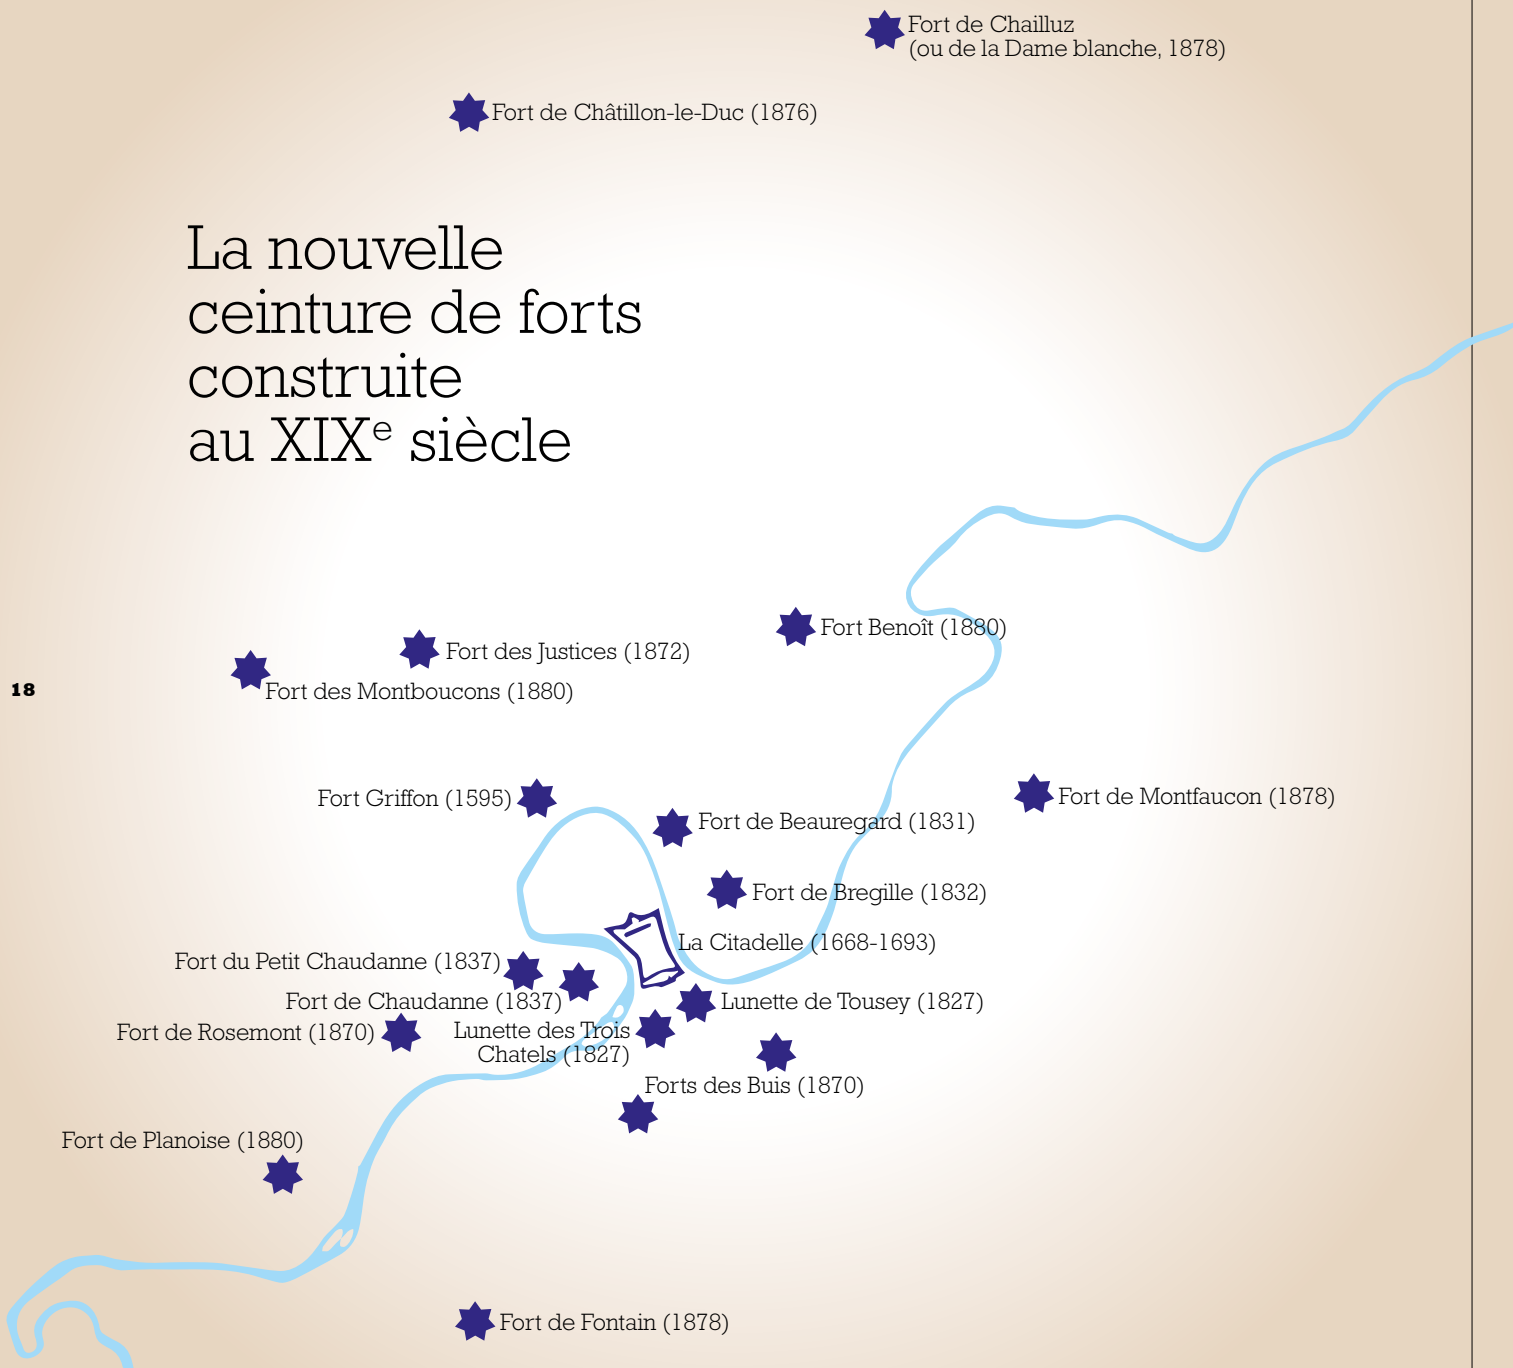 Fort de Chailluz
(ou de la Dame blanche, 1878)
Fort de Châtillon-le-Duc (1876)
La nouvelle
ceinture de forts
construite
au XIXe siècle
Fort Benoît (1880)
Fort des Justices (1872)
18
Fort des Montboucons (1880)
Fort Griffon (1595)
Fort de Montfaucon (1878)
Fort de Beauregard (1831)
Fort de Bregille (1832)
La Citadelle (1668-1693)
Fort du Petit Chaudanne (1837)
Fort de Chaudanne (1837)
Lunette de Tousey (1827)
Fort de Rosemont (1870)
Lunette des Trois
Chatels (1827)
Forts des Buis (1870)
Fort de Planoise (1880)
Fort de Fontain (1878)